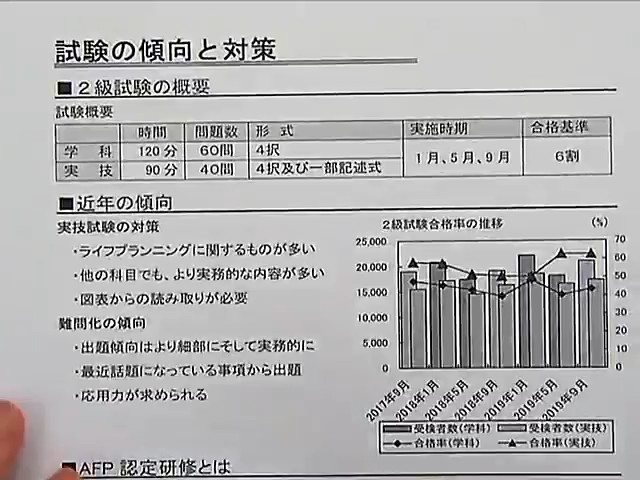 試験の傾向と対策
■2級試験の概要
試験概要
時間 問題数 形 式 実施時期 合格基準
学 科 120分 60問 4択 1月、5月、9月 6割
実 技 90分 40問 4択及び一部記述式
■近年の傾向
実技試験の対策
・ライフプランニングに関するものが多い
・他の科目でも、より実務的な内容が多い
・図表からの読み取りが必要
難問化の傾向
・出題傾向はより細部にそして実務的に
・最近話題になっている事項から出題
・応用力が求められる
2級試験合格率の推移 (%)
25,000 70
20,000 60
15,000 50
10,000 40
5,000 30
0 20
10
0
2017年9月 2018年1月 2018年5月 2018年9月 2019年1月 2019年5月 2019年9月
受検者数(学科) 受検者数(実技)
合格率(学科) 合格率(実技)
■AFP 認定研修とは